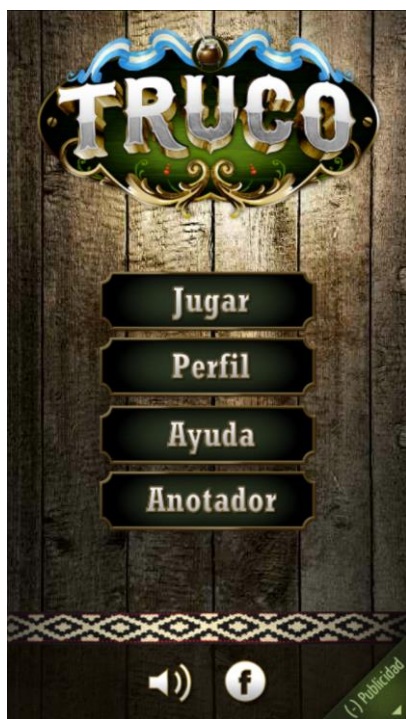 TRUCO
Jugar
Perfil
Ayuda
Anotador
f
(-) Publicidad